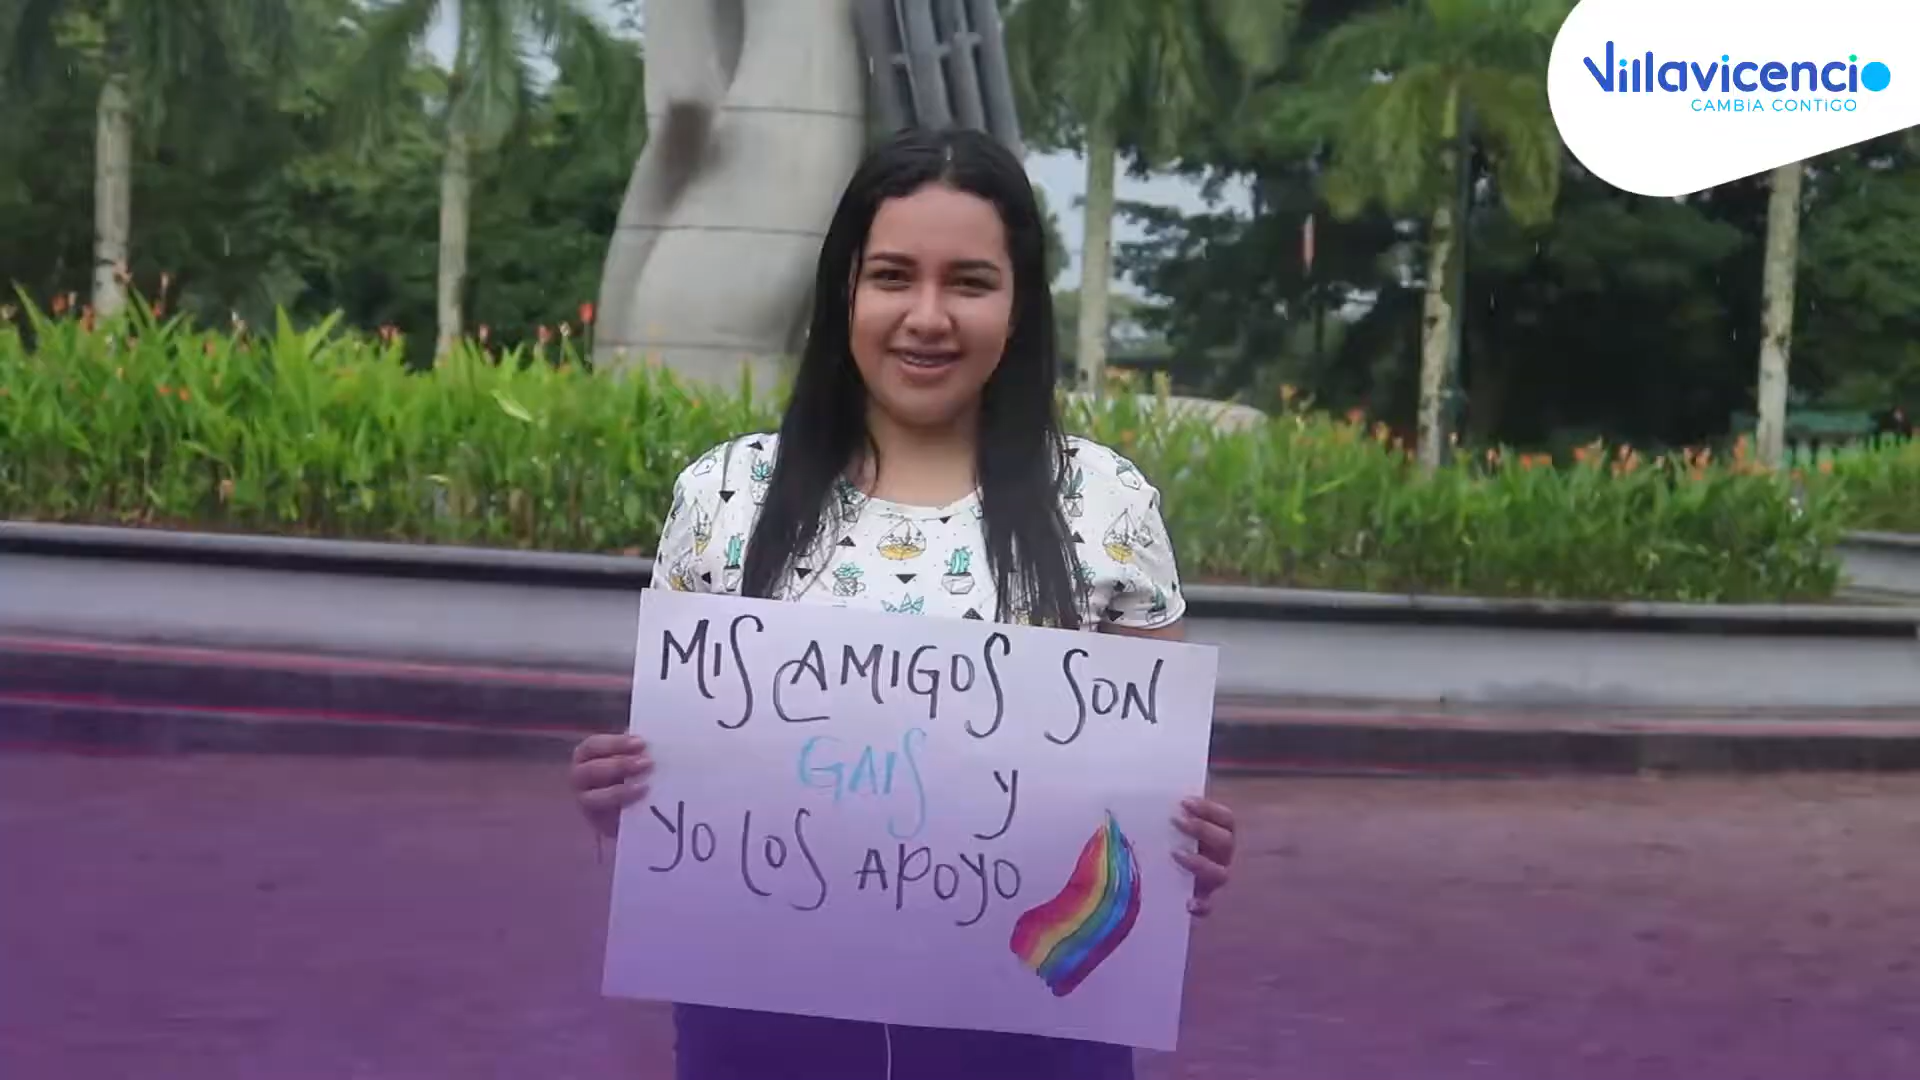 Villavicencio
CAMBIA CONTIGO
MIS AMIGOS SON
GAIS Y
YO LOS APOYO